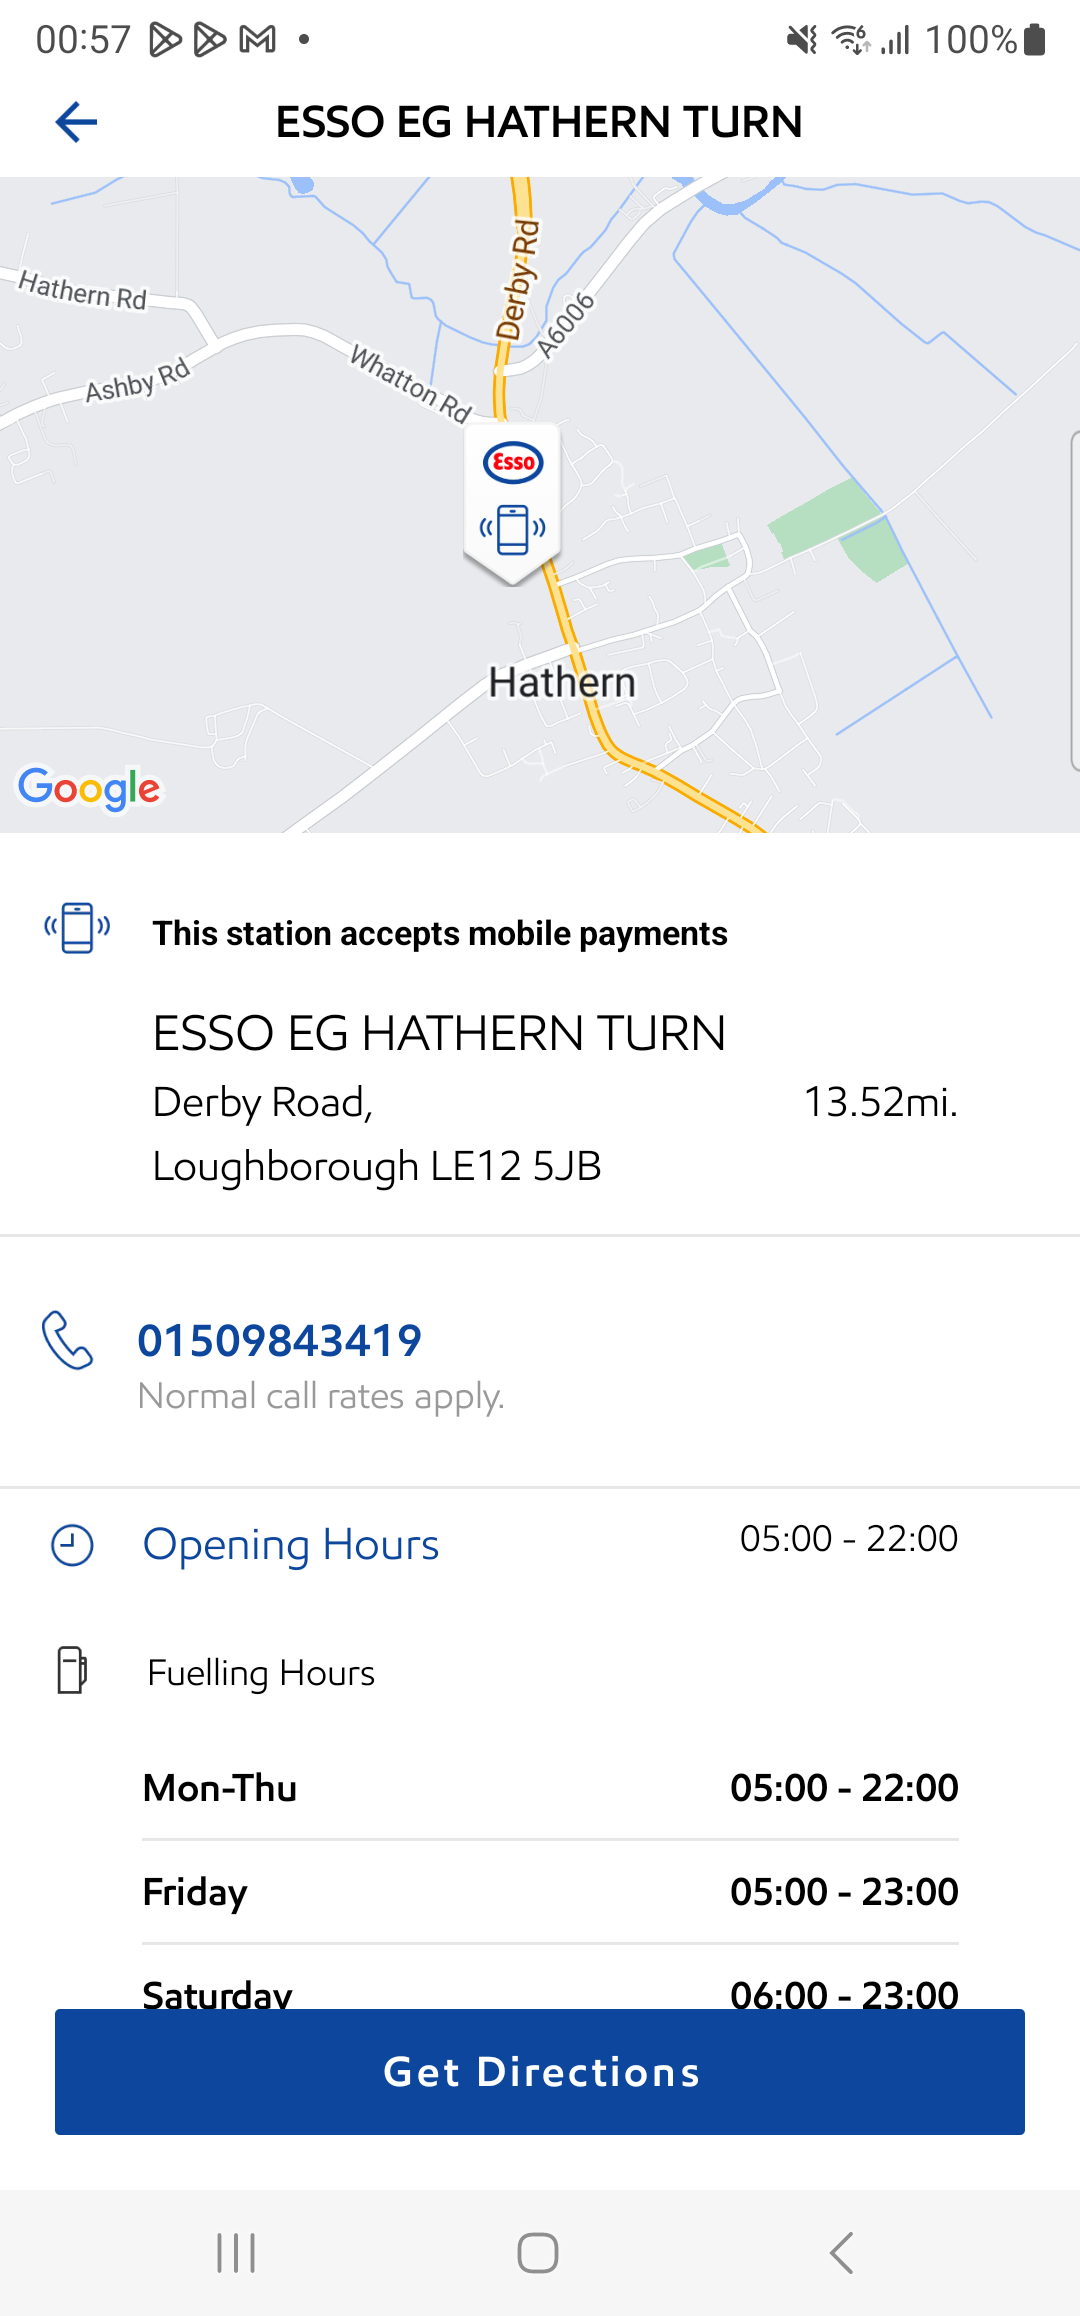 00:57
100%
ESSO EG HATHERN TURN
Derby Rd
A6006
Hathern Rd
Ashby Rd
Whatton Rd
Esso
Hathern
Google
This station accepts mobile payments
ESSO EG HATHERN TURN
Derby Road,
13.52mi.
Loughborough LE12 5JB
01509843419
Normal call rates apply.
Opening Hours
05:00 - 22:00
Fuelling Hours
Mon-Thu
05:00 - 22:00
Friday
05:00 - 23:00
Saturday
06:00 - 23:00
Get Directions